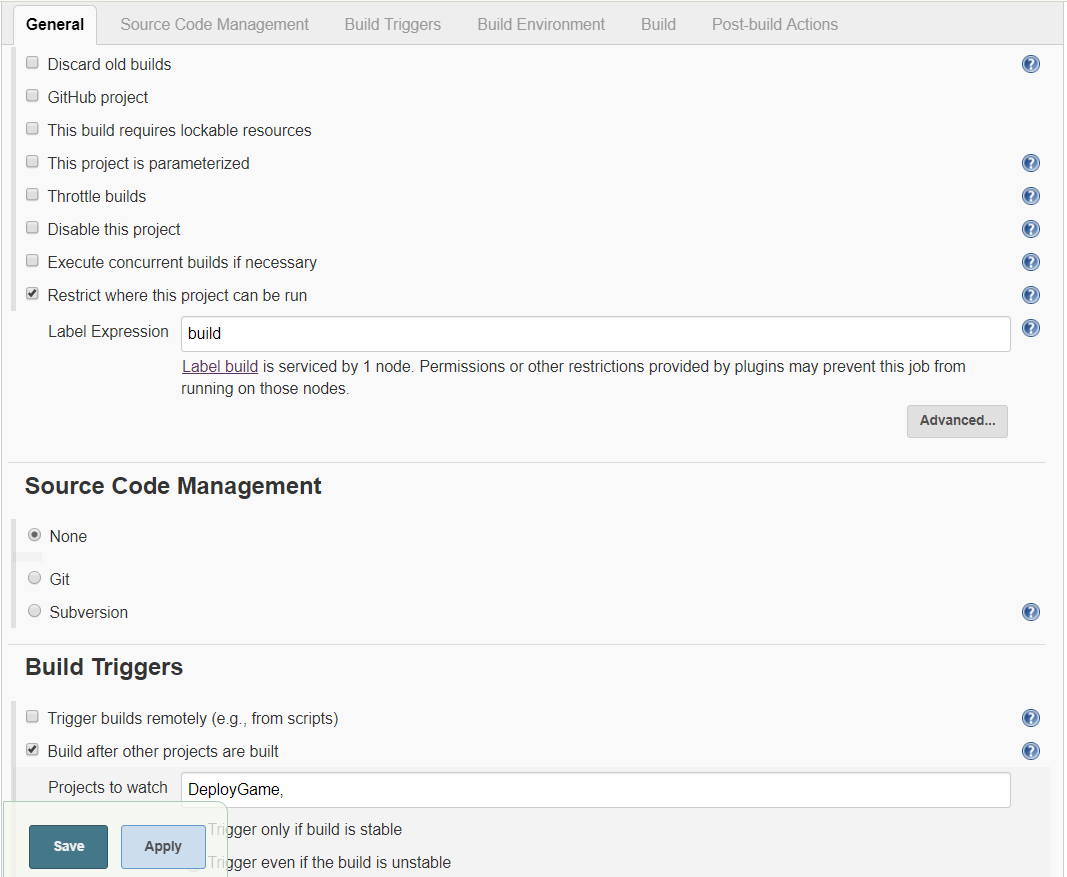 General Source Code Management Build Triggers Build Environment Build Post-build Actions
Discard old builds
GitHub project
This build requires lockable resources
This project is parameterized
Throttle builds
Disable this project
Execute concurrent builds if necessary
Restrict where this project can be run
Label Expression build
Label build is serviced by 1 node. Permissions or other restrictions provided by plugins may prevent this job from
running on those nodes.
Advanced...
Source Code Management
None
Git
Subversion
Build Triggers
Trigger builds remotely (e.g., from scripts)
Build after other projects are built
Projects to watch DeployGame,
Trigger only if build is stable
Save Apply
Trigger even if the build is unstable